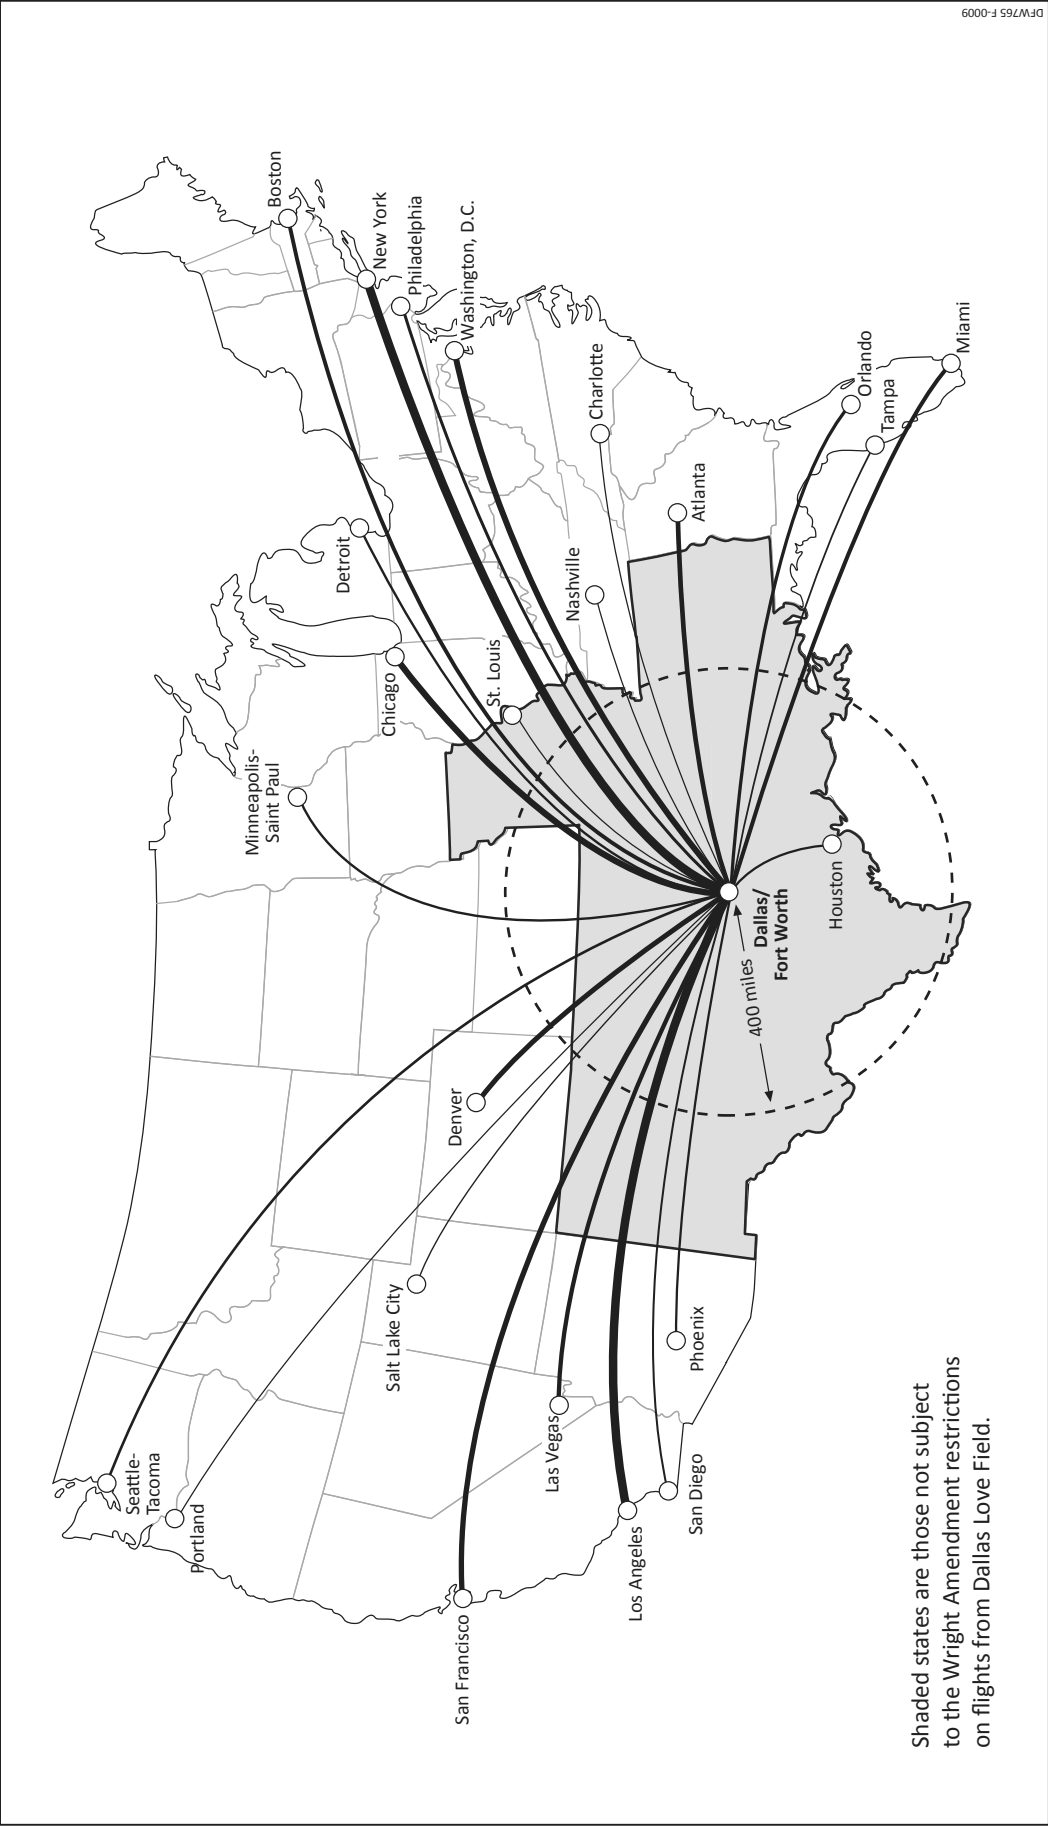 Seattle-
Tacoma
Portland
San Francisco
Los Angeles
San Diego
Las Vegas
Phoenix
Salt Lake City
Denver
Minneapolis-
Saint Paul
Chicago
Detroit
St. Louis
Nashville
Charlotte
Atlanta
Boston
New York
Philadelphia
Washington, D.C.
Orlando
Tampa
Miami
Houston
Dallas/
Fort Worth
400 miles
Shaded states are those not subject
to the Wright Amendment restrictions
on flights from Dallas Love Field.
DFW765 F-0009